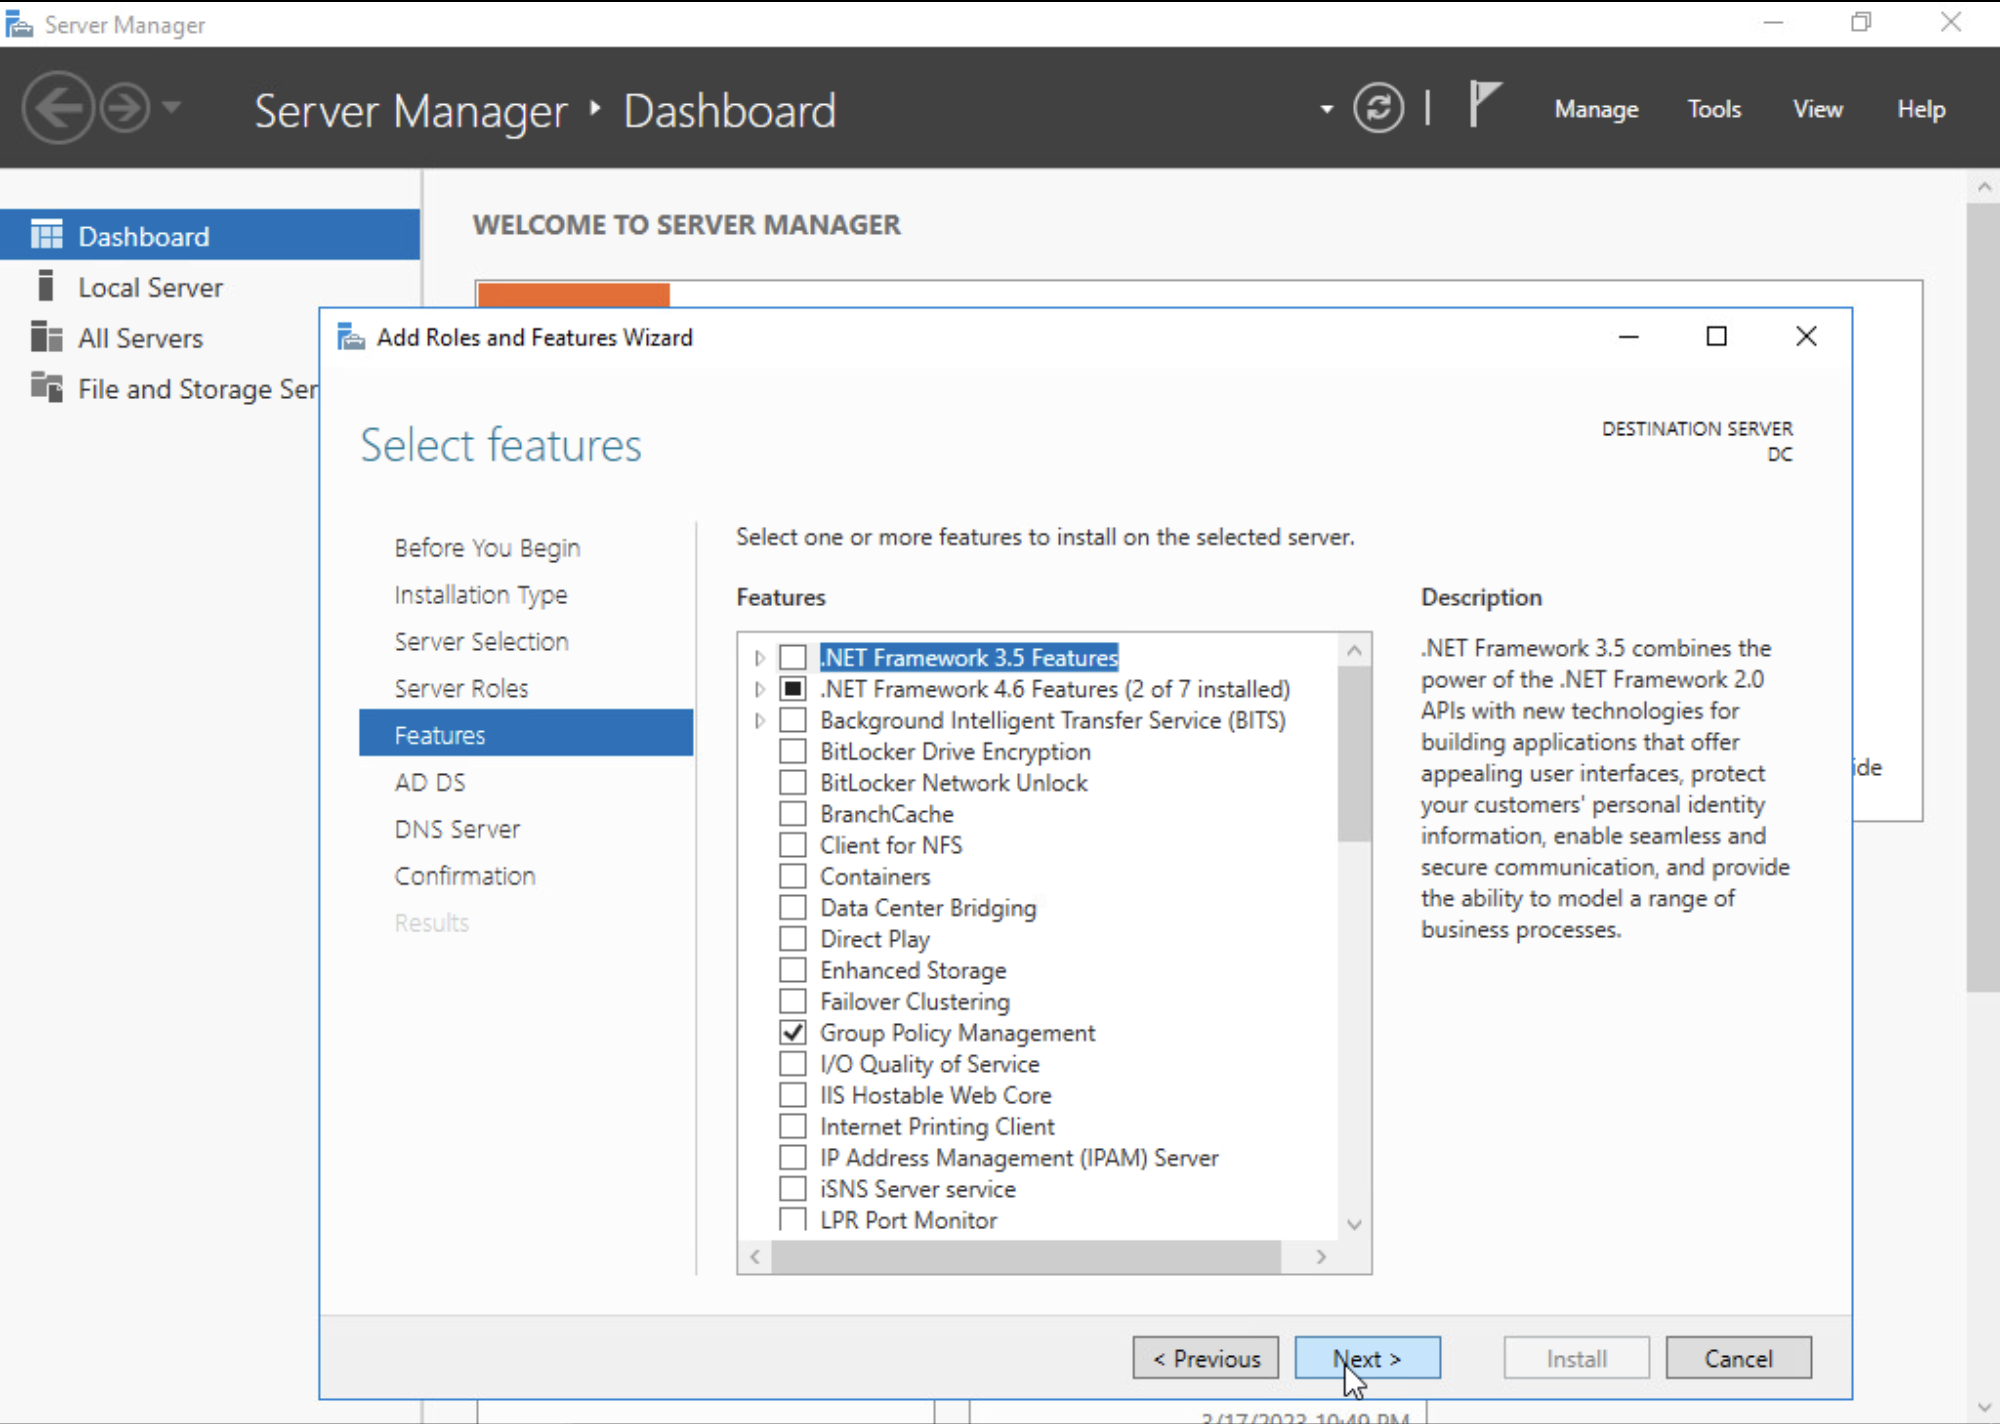 Server Manager
Server Manager ‣ Dashboard
Manage
Tools
View
Help
Dashboard
Local Server
All Servers
File and Storage Ser
WELCOME TO SERVER MANAGER
Add Roles and Features Wizard
Select features
DESTINATION SERVER
DC
Before You Begin
Installation Type
Server Selection
Server Roles
Features
AD DS
DNS Server
Confirmation
Results
Select one or more features to install on the selected server.
Features
.NET Framework 3.5 Features
.NET Framework 4.6 Features (2 of 7 installed)
Background Intelligent Transfer Service (BITS)
BitLocker Drive Encryption
BitLocker Network Unlock
BranchCache
Client for NFS
Containers
Data Center Bridging
Direct Play
Enhanced Storage
Failover Clustering
Group Policy Management
I/O Quality of Service
IIS Hostable Web Core
Internet Printing Client
IP Address Management (IPAM) Server
iSNS Server service
LPR Port Monitor
Description
.NET Framework 3.5 combines the
power of the .NET Framework 2.0
APIs with new technologies for
building applications that offer
appealing user interfaces, protect
your customers' personal identity
information, enable seamless and
secure communication, and provide
the ability to model a range of
business processes.
ide
< Previous
Next >
Install
Cancel
3/17/2023 10:49 PM